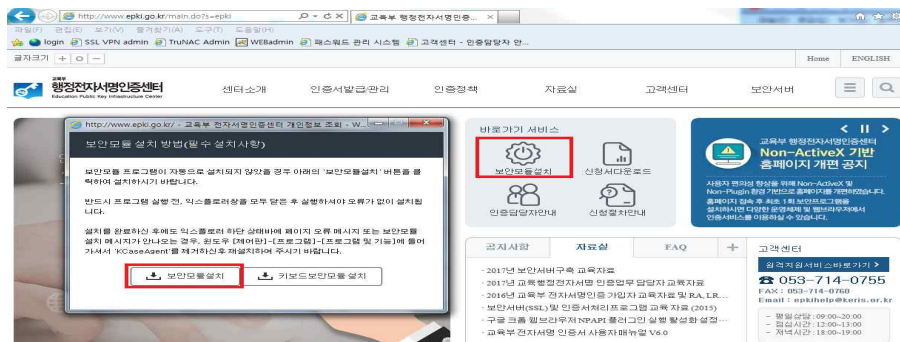 http://www.epki.go.kr/main.do?s=epki
교육부 행정전자서명인증...
파일(F) 편집(E) 보기(V) 즐겨찾기(A) 도구(T) 도움말(H)
login SSL VPN admin TruNAC Admin WEBadmin 패스워드 관리 시스템 고객센터 - 인증담당자 안...
글자크기 + O -
Home ENGLISH
교육부
행정전자서명인증센터
Education Public Key Infrastructure Center
센터소개 인증서발급·관리 인증정책 자료실 고객센터 보안서버
http://www.epki.go.kr/ - 교육부 전자서명인증센터 개인정보 조회 - W...
보안모듈 설치 방법(필수 설치사항)
보안모듈 프로그램이 자동으로 설치되지 않았을 경우 아래의 '보안모듈설치' 버튼을 클
릭하여 설치하시기 바랍니다.
반드시 프로그램 실행 전, 익스플로러창을 모두 닫은 후 실행하셔야 오류가 없이 설치됩
니다.
설치를 완료하신 후에도 익스플로러 하단 상태바에 페이지 오류 메시지 또는 보안모듈
설치 메시지가 안나오는 경우, 윈도우 [제어판]-[프로그램]-[프로그램 및 기능]에 들어
가셔서 'KCaseAgent'를 제거하신후 재설치하여 주시기 바랍니다.
보안모듈설치
키보드보안모듈 설치
바로가기 서비스
보안모듈설치 신청서다운로드
인증담당자안내 신청절차안내
교육부 행정전자서명인증센터
Non-ActiveX 기반
홈페이지 개편 공지
사용자 편의성 향상을 위해 Non-ActiveX 및
Non-Plugin 환경 기반으로 홈페이지를 개편하였습니다.
홈페이지 접속 후 최초 1회 보안프로그램을
설치하시면 다양한 운영체제 및 웹브라우저에서
인증서비스를 이용하실 수 있습니다.
공지사항 자료실 FAQ +
· 2017년 보안서버 구축 교육자료
· 2017년 교육행정전자서명 인증업무 담당자 교육자료
· 2016년 교육부 전자서명인증 가입자 교육자료 및 RA, LR...
· 보안서버(SSL) 및 인증서처리프로그램 교육 자료 (2015)
· 구글 크롬 웹브라우저 NPAPI 플러그인 실행 활성화 설정...
· 교육부 전자서명 인증서 사용자 매뉴얼 V6.0
고객센터
원격지원서비스바로가기 >
053-714-0755
FAX : 053-714-0760
Email : epkihelp@keris.or.kr
- 평일상담 : 09:00~20:00
- 점심시간 : 12:00~13:00
- 저녁시간 : 18:00~19:00